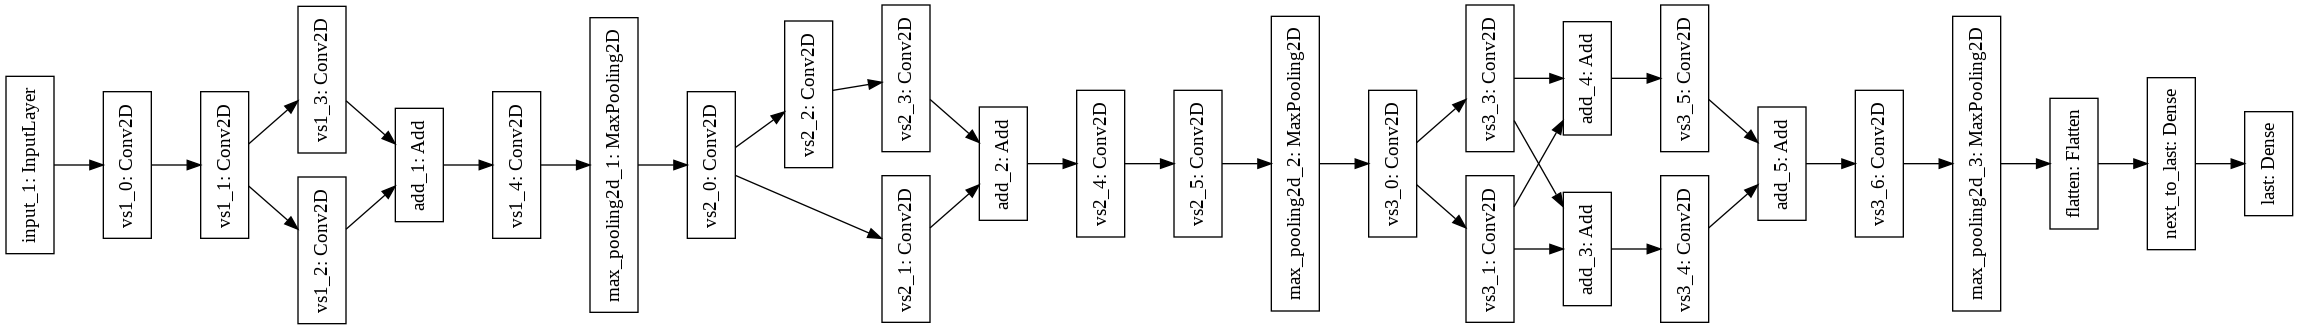 input_1: InputLayer
vs1_0: Conv2D
vs1_1: Conv2D
vs1_3: Conv2D
vs1_2: Conv2D
add_1: Add
vs1_4: Conv2D
max_pooling2d_1: MaxPooling2D
vs2_0: Conv2D
vs2_2: Conv2D
vs2_3: Conv2D
vs2_1: Conv2D
add_2: Add
vs2_4: Conv2D
vs2_5: Conv2D
max_pooling2d_2: MaxPooling2D
vs3_0: Conv2D
vs3_3: Conv2D
vs3_1: Conv2D
add_4: Add
add_3: Add
vs3_5: Conv2D
vs3_4: Conv2D
add_5: Add
vs3_6: Conv2D
max_pooling2d_3: MaxPooling2D
flatten: Flatten
next_to_last: Dense
last: Dense